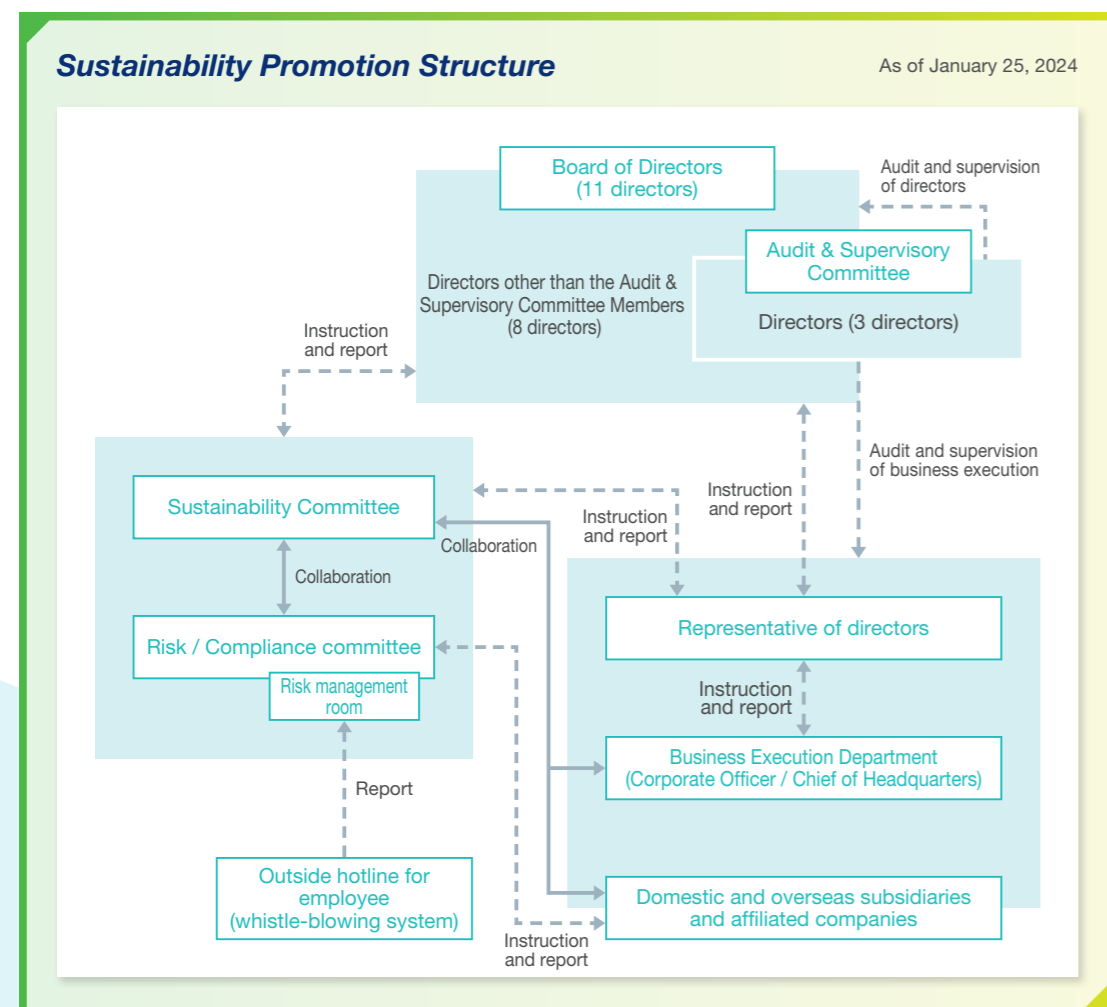 Sustainability Promotion Structure
As of January 25, 2024
Board of Directors
(11 directors)
Audit and supervision
of directors
Audit & Supervisory
Committee
Directors other than the Audit &
Supervisory Committee Members
(8 directors)
Directors (3 directors)
Instruction
and report
Audit and supervision
of business execution
Instruction
and report
Instruction
and report
Sustainability Committee
Collaboration
Collaboration
Risk / Compliance committee
Risk management
room
Representative of directors
Instruction
and report
Business Execution Department
(Corporate Officer / Chief of Headquarters)
Report
Outside hotline for
employee
(whistle-blowing system)
Domestic and overseas subsidiaries
and affiliated companies
Instruction
and report